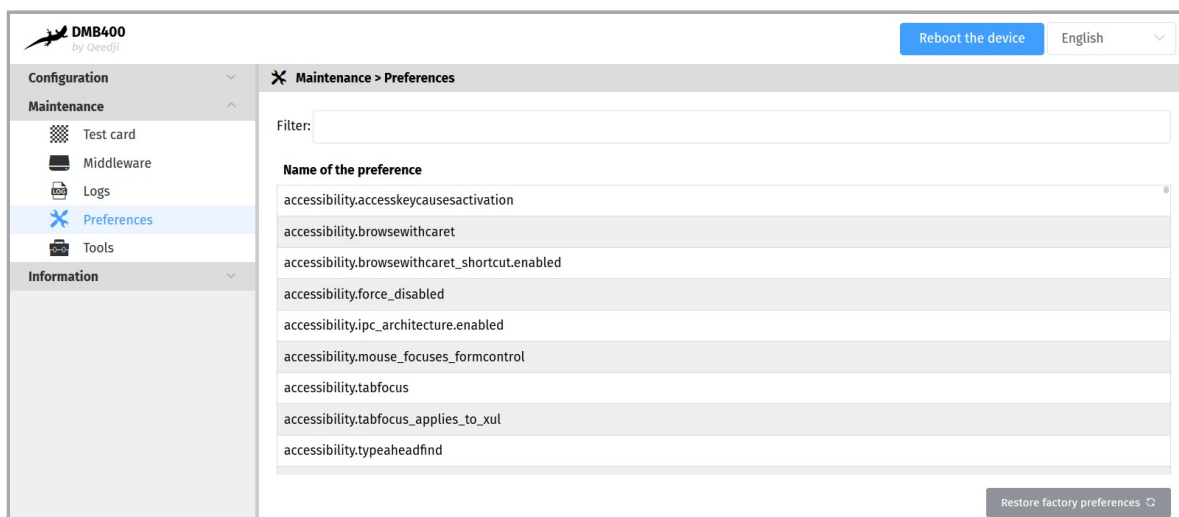 DMB400
by Qeedji
Reboot the device
English
Configuration
Maintenance
Test card
Middleware
LOG
Logs
Preferences
Tools
Information
Maintenance > Preferences
Filter:
Name of the preference
accessibility.accesskeycausesactivation
accessibility.browsewithcaret
accessibility.browsewithcaret_shortcut.enabled
accessibility.force_disabled
accessibility.ipc_architecture.enabled
accessibility.mouse_focuses_formcontrol
accessibility.tabfocus
accessibility.tabfocus_applies_to_xul
accessibility.typeaheadfind
Restore factory preferences